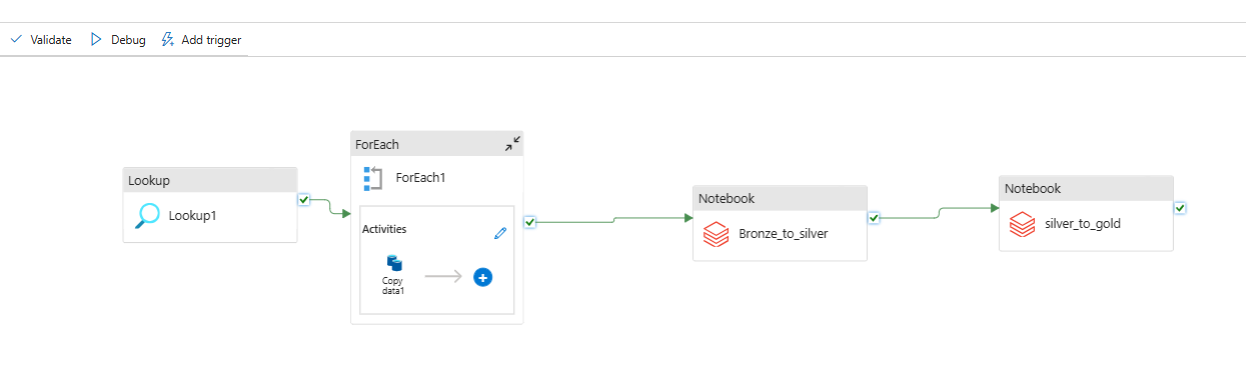 Validate Debug Add trigger
ForEach
ForEach1
Activities
Copy
data1
Lookup
Lookup1
Notebook
Bronze_to_silver
Notebook
silver_to_gold